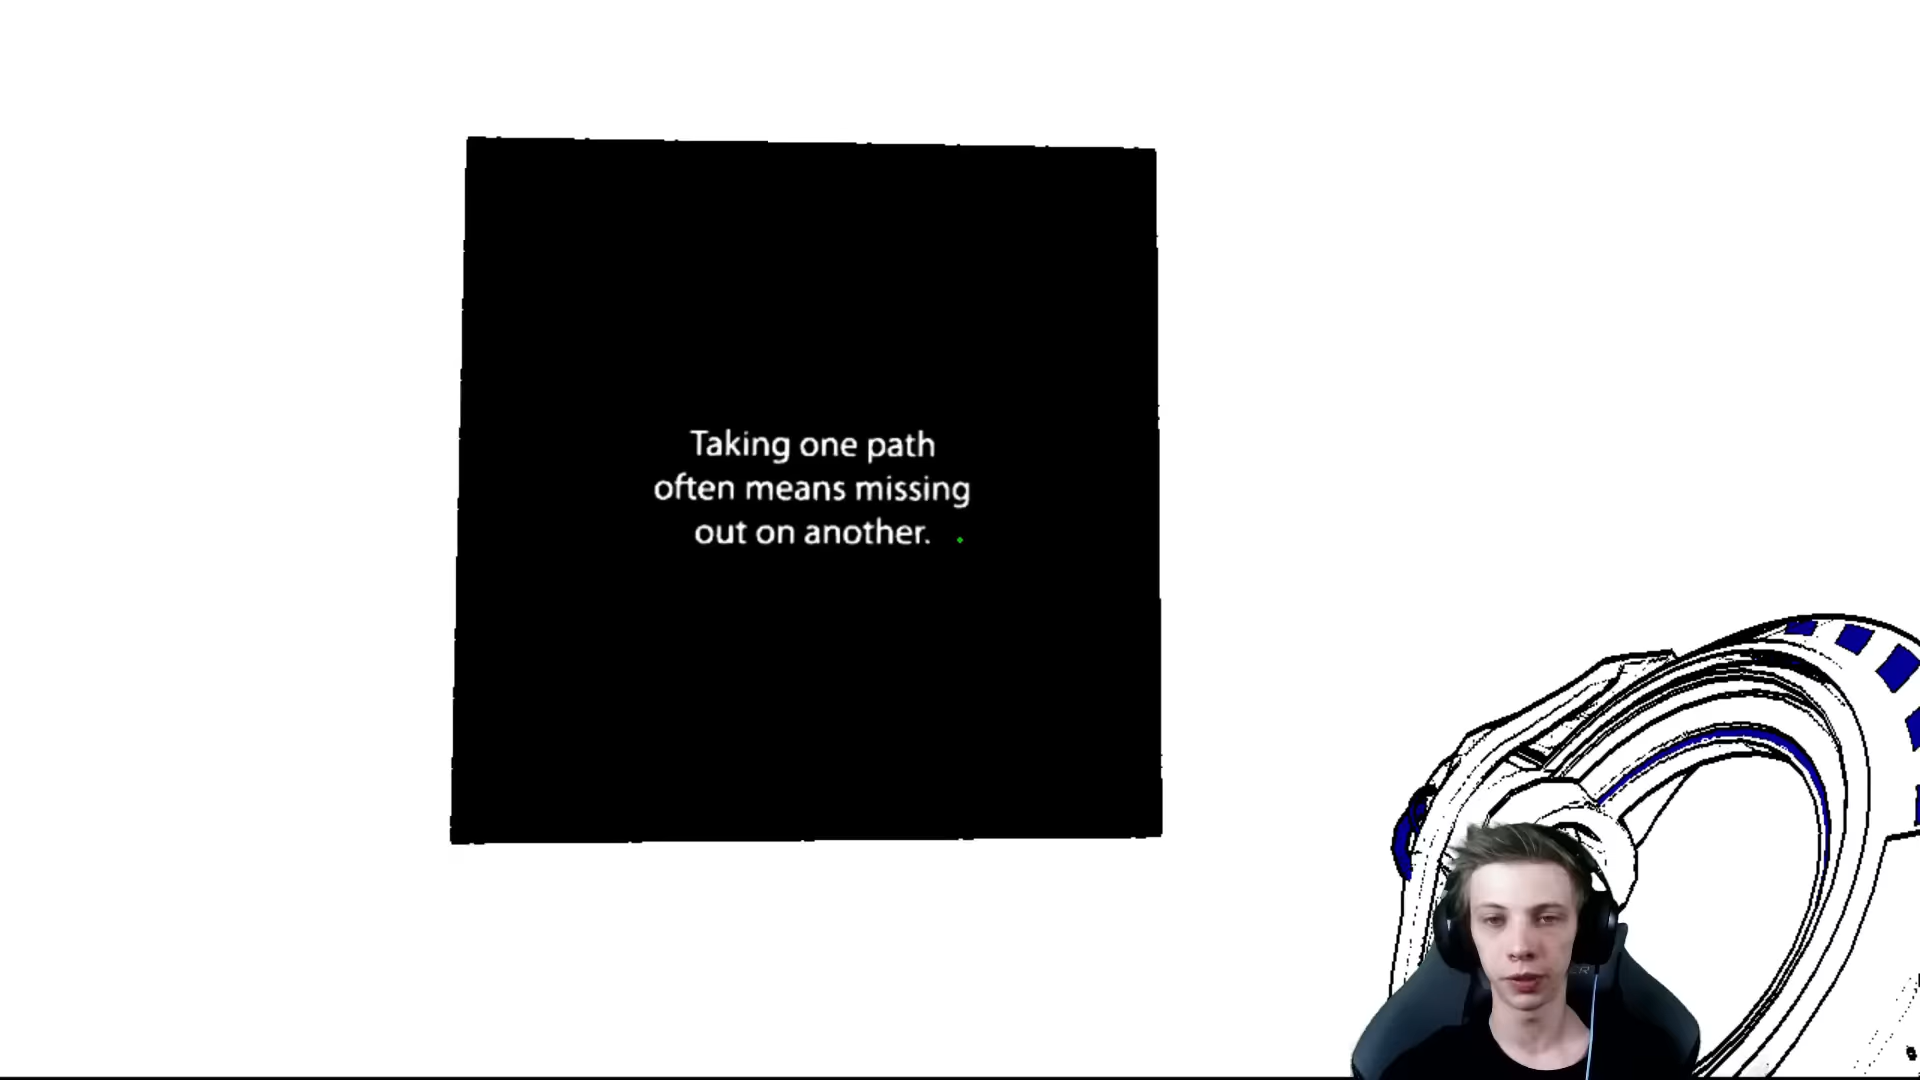 Taking one path
often means missing
out on another.